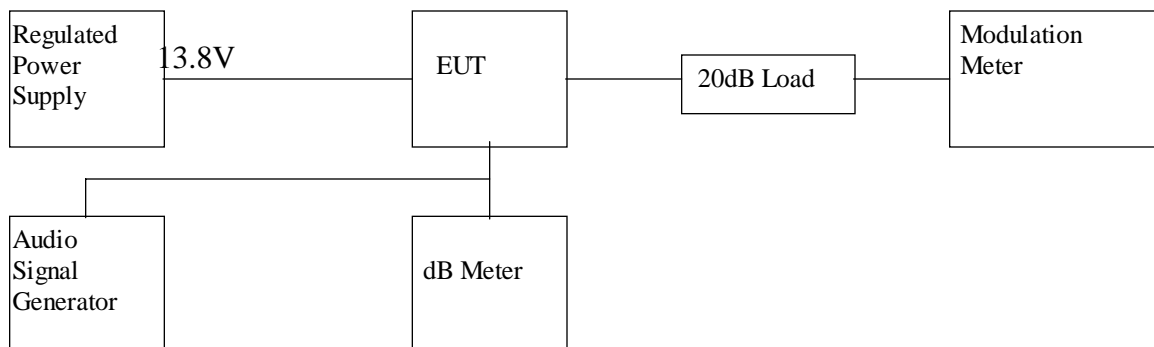 Regulated
Power
Supply
13.8V
EUT
20dB Load
Modulation
Meter
Audio
Signal
Generator
dB Meter